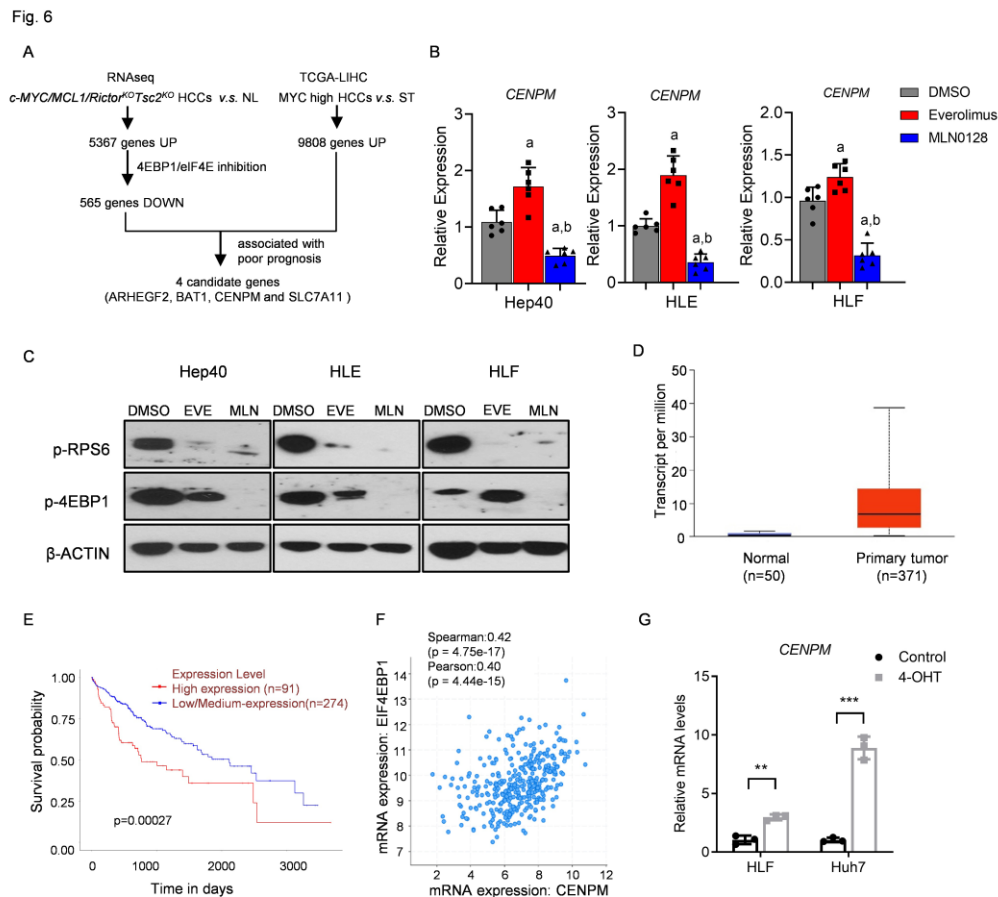 Fig. 6
A
RNAseq
c-MYC/MCL1/Rictor^KO Tsc2^KO HCCs v.s. NL
TCGA-LIHC
MYC high HCCs v.s. ST
5367 genes UP
9808 genes UP
4EBP1/eIF4E inhibition
565 genes DOWN
associated with
poor prognosis
4 candidate genes
(ARHEGF2, BAT1, CENPM and SLC7A11 )
B
CENPM
Relative Expression
3
2
1
0
a
a,b
Hep40
CENPM
Relative Expression
3
2
1
0
a
a,b
HLE
CENPM
Relative Expression
1.5
1.0
0.5
0.0
a
a,b
HLF
DMSO
Everolimus
MLN0128
C
Hep40
HLE
HLF
DMSO EVE MLN
DMSO EVE MLN
DMSO EVE MLN
p-RPS6
p-4EBP1
β-ACTIN
D
Transcript per million
50
40
30
20
10
0
Normal
(n=50)
Primary tumor
(n=371)
E
Survival probability
1.00
0.75
0.50
0.25
0.00
Expression Level
High expression (n=91)
Low/Medium-expression(n=274)
p=0.00027
0 1000 2000 3000
Time in days
F
Spearman:0.42
(p = 4.75e-17)
Pearson:0.40
(p = 4.44e-15)
mRNA expression: EIF4EBP1
14
13
12
11
10
9
8
7
2 4 6 8 10 12
mRNA expression: CENPM
G
CENPM
Control
4-OHT
Relative mRNA levels
15
10
5
0
**
***
HLF
Huh7